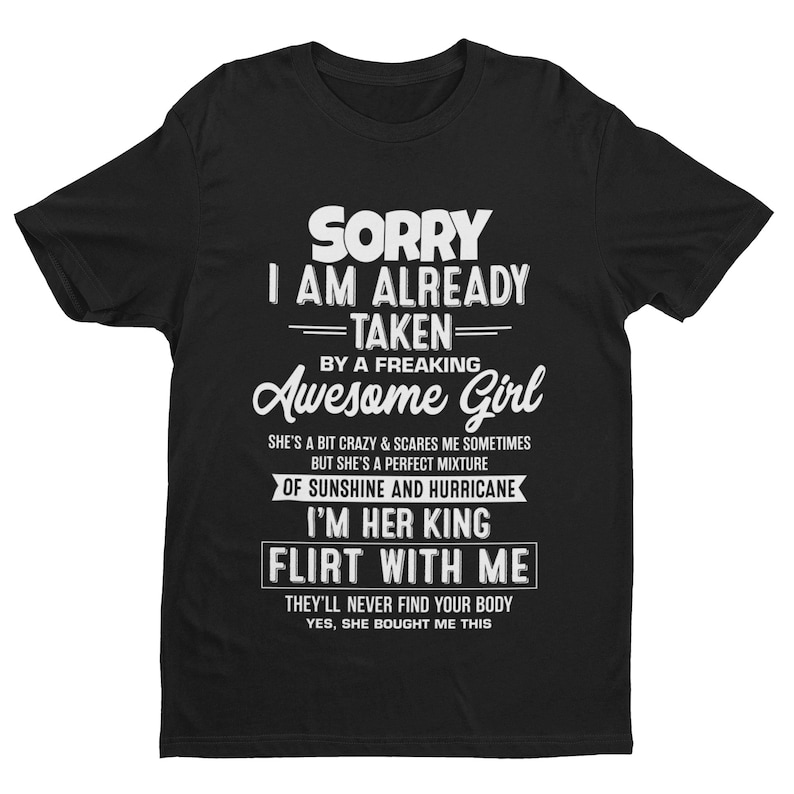 SORRY
I AM ALREADY
TAKEN
BY A FREAKING
Awesome Girl
SHE'S A BIT CRAZY & SCARES ME SOMETIMES
BUT SHE'S A PERFECT MIXTURE
OF SUNSHINE AND HURRICANE
I'M HER KING
FLIRT WITH ME
THEY'LL NEVER FIND YOUR BODY
YES, SHE BOUGHT ME THIS